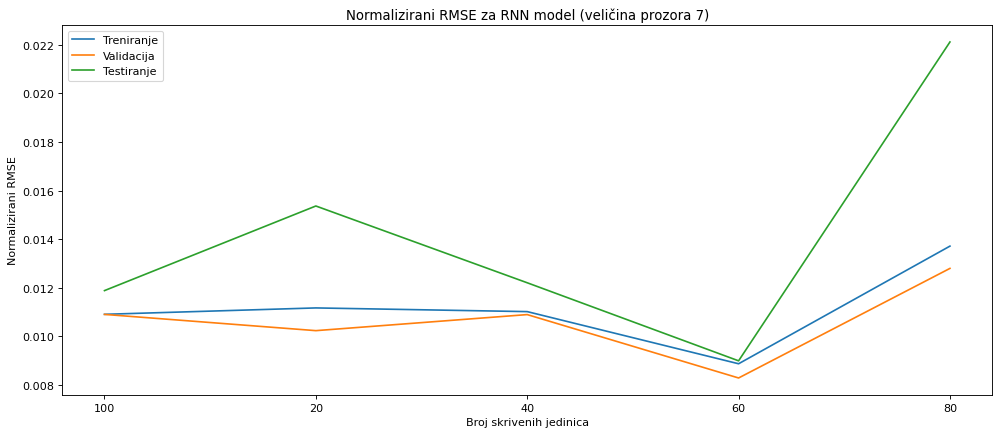 Normalizirani RMSE za RNN model (veličina prozora 7)
Treniranje
Validacija
Testiranje
Normalizirani RMSE
0.022
0.020
0.018
0.016
0.014
0.012
0.010
0.008
100 20 40 60 80
Broj skrivenih jedinica